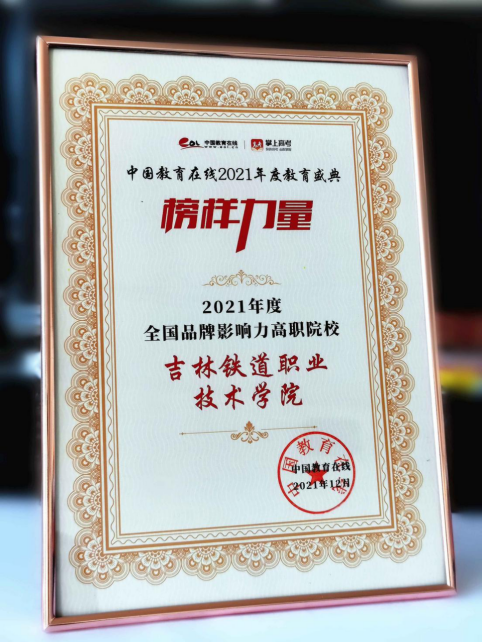 eol 中国教育在线 掌上高考
中国教育在线2021年度教育盛典
榜样力量
2021年度
全国品牌影响力高职院校
吉林铁道职业
技术学院
中国教育在线
2021年12月